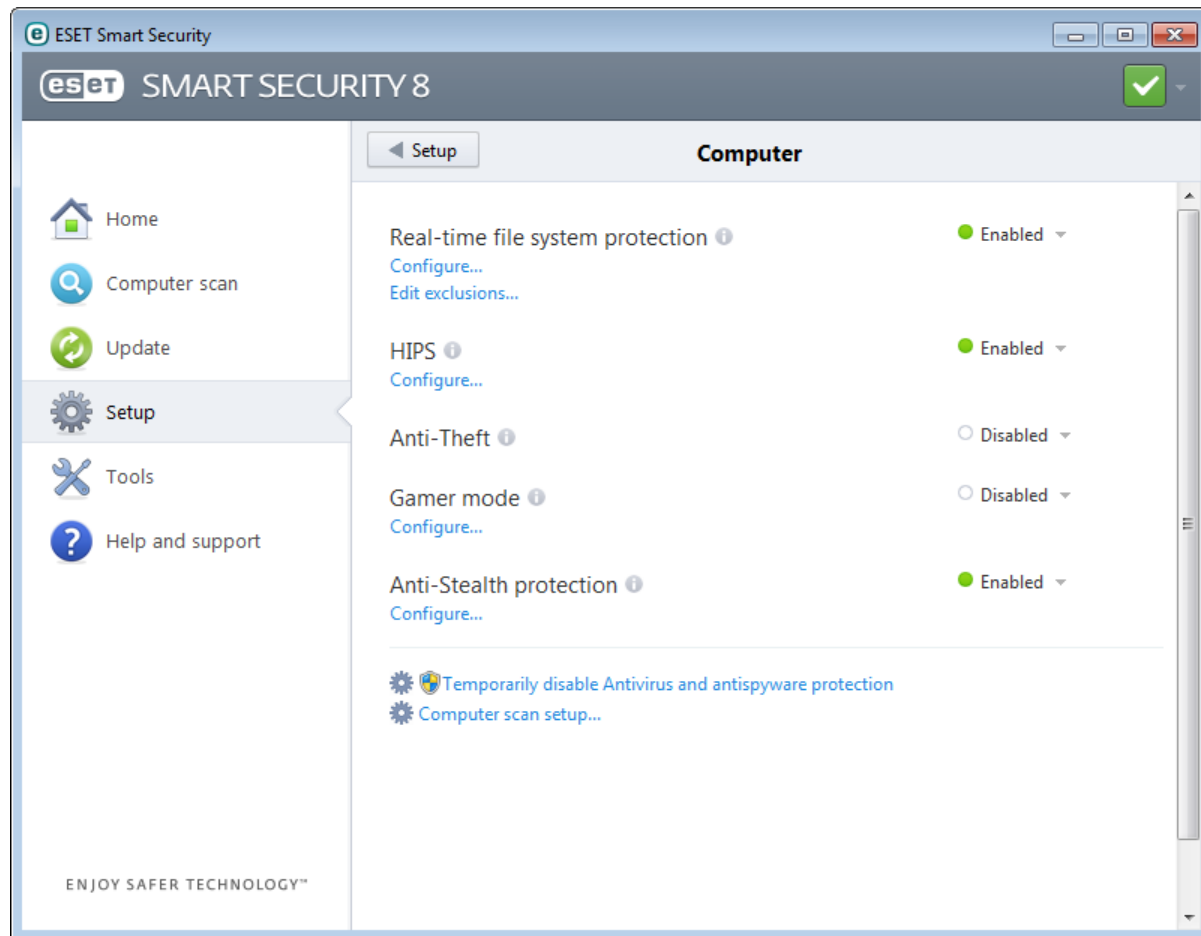 ESET Smart Security
eset SMART SECURITY 8
Setup
Computer
Home
Computer scan
Update
Setup
Tools
Help and support
ENJOY SAFER TECHNOLOGY™
Real-time file system protection
Enabled
Configure...
Edit exclusions...
HIPS
Enabled
Configure...
Anti-Theft
Disabled
Gamer mode
Disabled
Configure...
Anti-Stealth protection
Enabled
Configure...
Temporarily disable Antivirus and antispyware protection
Computer scan setup...